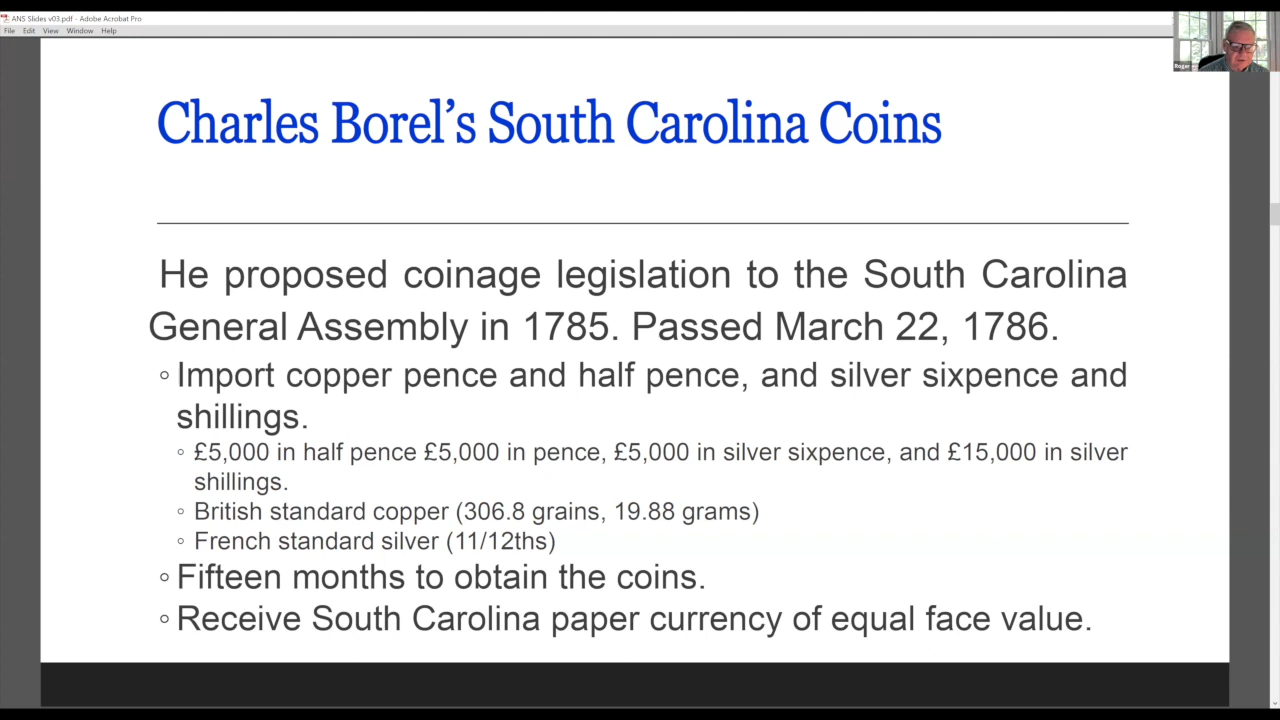 ANS Slides v03.pdf - Adobe Acrobat Pro
File Edit View Window Help
Roger
Charles Borel’s South Carolina Coins
He proposed coinage legislation to the South Carolina
General Assembly in 1785. Passed March 22, 1786.
◦ Import copper pence and half pence, and silver sixpence and
shillings.
◦ £5,000 in half pence £5,000 in pence, £5,000 in silver sixpence, and £15,000 in silver
shillings.
◦ British standard copper (306.8 grains, 19.88 grams)
◦ French standard silver (11/12ths)
◦ Fifteen months to obtain the coins.
◦ Receive South Carolina paper currency of equal face value.